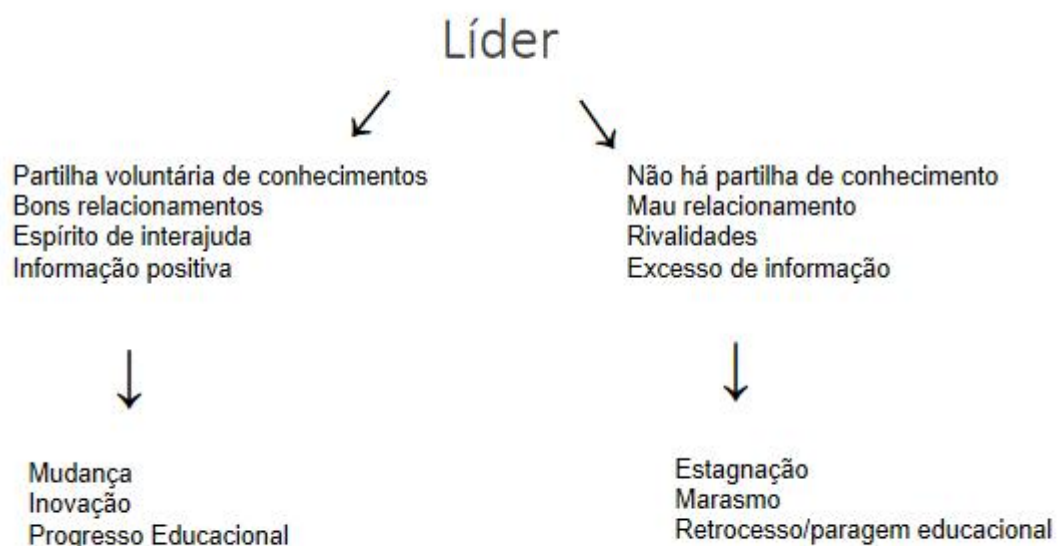 Líder
Partilha voluntária de conhecimentos
Bons relacionamentos
Espírito de interajuda
Informação positiva
Não há partilha de conhecimento
Mau relacionamento
Rivalidades
Excesso de informação
Mudança
Inovação
Progresso Educacional
Estagnação
Marasmo
Retrocesso/paragem educacional